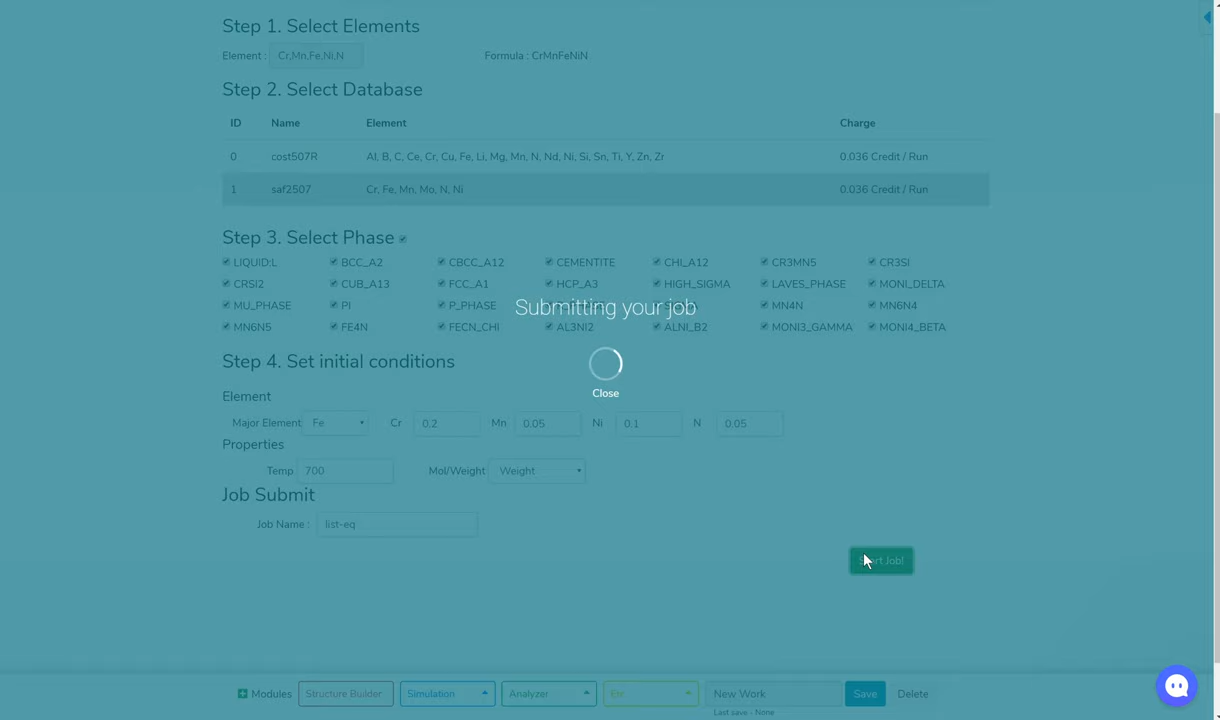 Step 1. Select Elements
Element : Cr,Mn,Fe,Ni,N Formula : CrMnFeNiN
Step 2. Select Database
ID Name Element Charge
0 cost507R Al, B, C, Ce, Cr, Cu, Fe, Li, Mg, Mn, N, Nd, Ni, Si, Sn, Ti, Y, Zn, Zr 0.036 Credit / Run
1 saf2507 Cr, Fe, Mn, Mo, N, Ni 0.036 Credit / Run
Step 3. Select Phase
LIQUID:L BCC_A2 CBCC_A12 CEMENTITE CHI_A12 CR3MN5 CR3SI
CRSI2 CUB_A13 FCC_A1 HCP_A3 HIGH_SIGMA LAVES_PHASE MONI_DELTA
MU_PHASE PI P_PHASE MN4N MN6N4
Submitting your job
MN6N5 FE4N FECN_CHI AL3NI2 ALNI_B2 MONI3_GAMMA MONI4_BETA
Step 4. Set initial conditions
Close
Element
Major Element Fe Cr 0.2 Mn 0.05 Ni 0.1 N 0.05
Properties
Temp 700 Mol/Weight Weight
Job Submit
Job Name : list-eq
Job!
Modules Structure Builder Simulation Analyzer New Work Save Delete
Last save - None